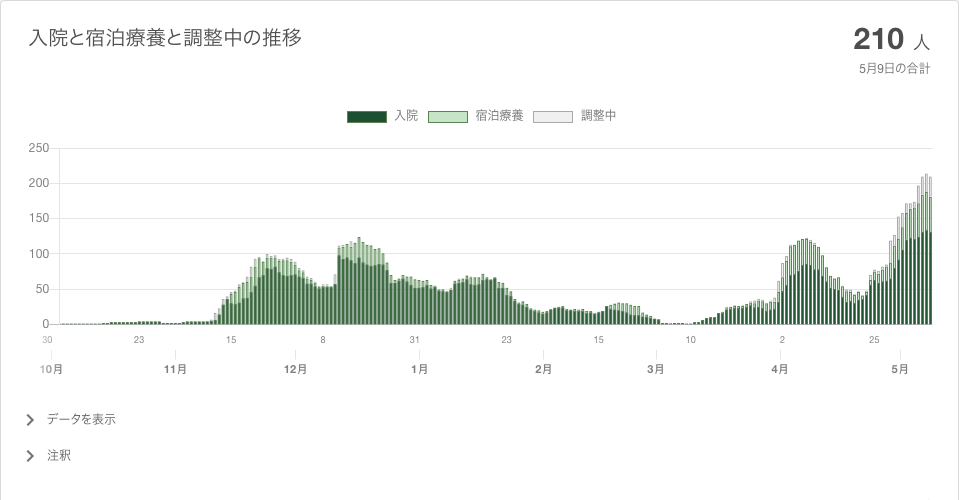 入院と宿泊療養と調整中の推移
210 人
5月9日の合計
入院 宿泊療養 調整中
250
200
150
100
50
0
30 23 15 8 31 23 15 10 2 25
10月 11月 12月 1月 2月 3月 4月 5月
データを表示
注釈